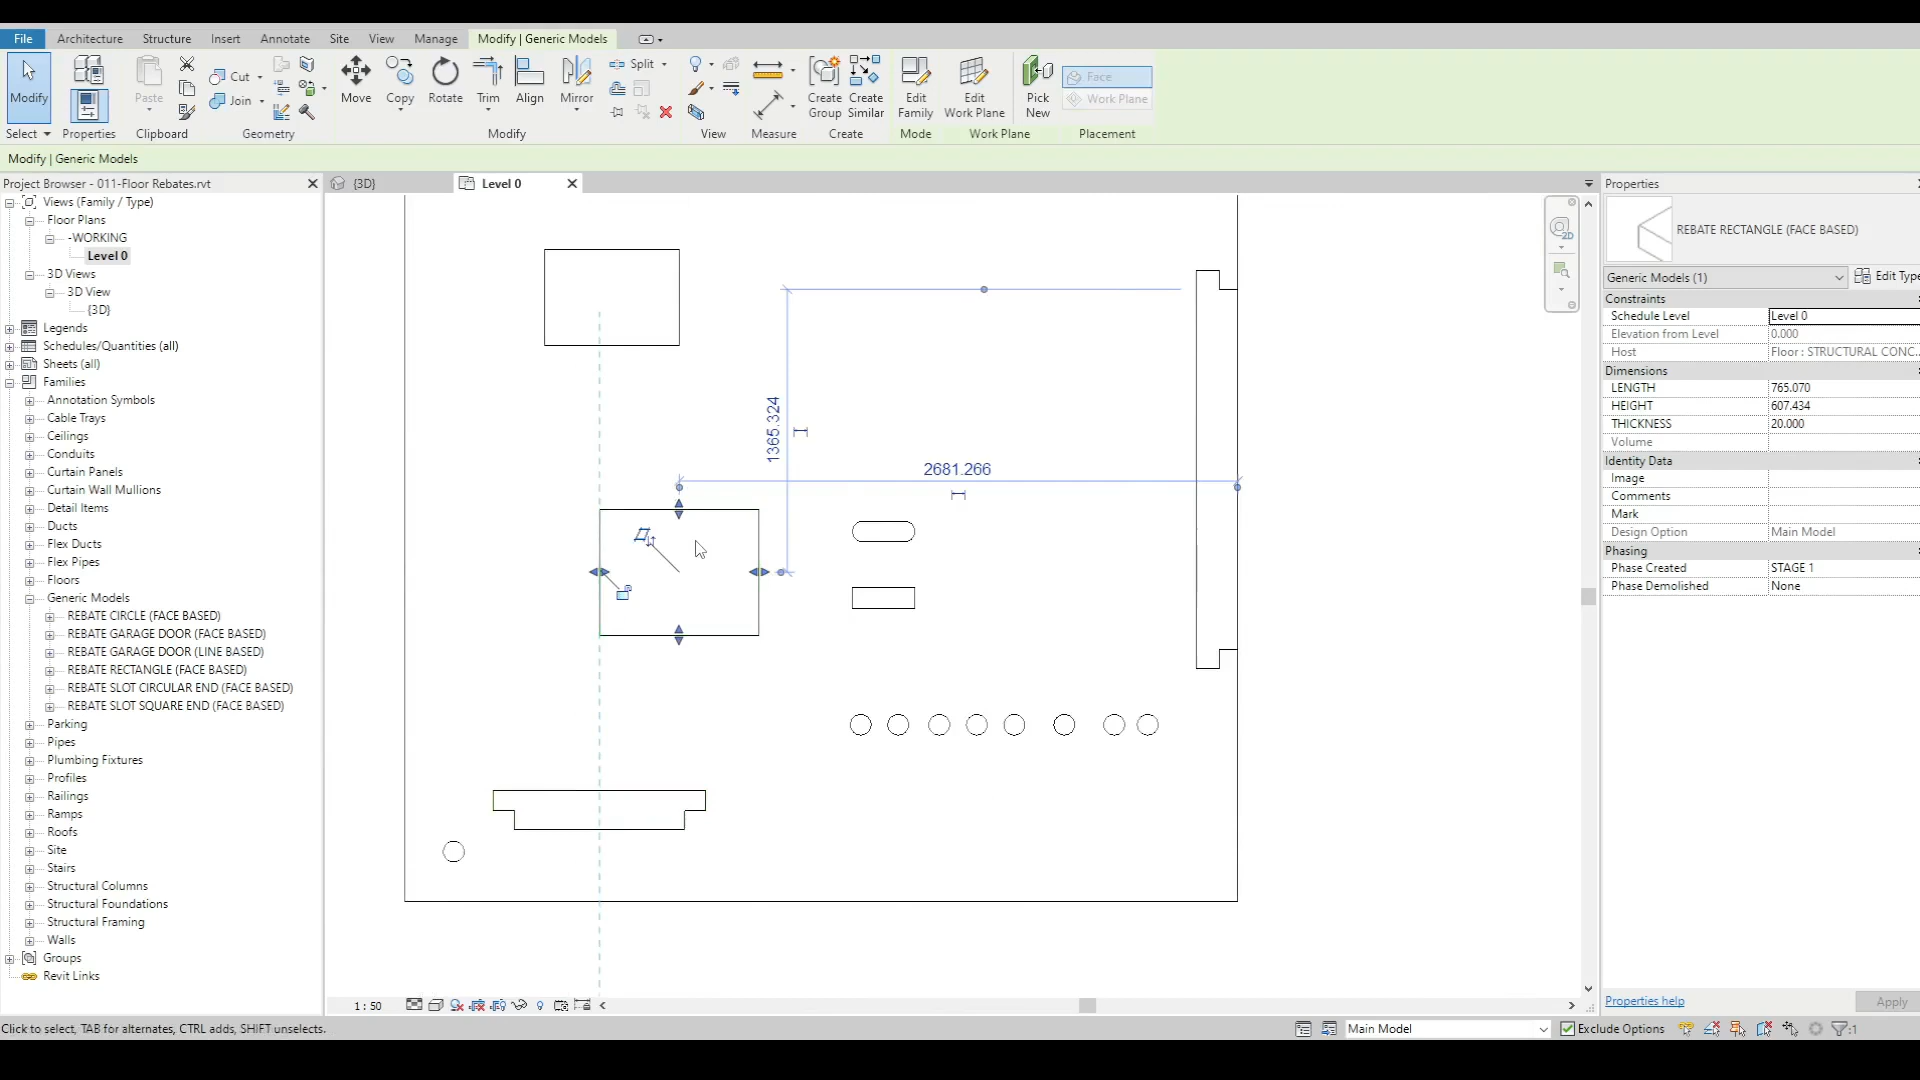 File Architecture Structure Insert Annotate Site View Manage Modify | Generic Models
Modify
Select
Properties
Paste
Clipboard
Cut
Join
Geometry
Move
Copy
Rotate
Trim
Align
Mirror
Split
Modify
View
Measure
Create Group
Create Similar
Create
Edit Family
Mode
Edit Work Plane
Work Plane
Pick New
Face
Work Plane
Placement
Modify | Generic Models
Project Browser - 011-Floor Rebates.rvt
Views (Family / Type)
Floor Plans
-WORKING
Level 0
3D Views
3D View
{3D}
Legends
Schedules/Quantities (all)
Sheets (all)
Families
Annotation Symbols
Cable Trays
Ceilings
Conduits
Curtain Panels
Curtain Wall Mullions
Detail Items
Ducts
Flex Ducts
Flex Pipes
Floors
Generic Models
REBATE CIRCLE (FACE BASED)
REBATE GARAGE DOOR (FACE BASED)
REBATE GARAGE DOOR (LINE BASED)
REBATE RECTANGLE (FACE BASED)
REBATE SLOT CIRCULAR END (FACE BASED)
REBATE SLOT SQUARE END (FACE BASED)
Parking
Pipes
Plumbing Fixtures
Profiles
Railings
Ramps
Roofs
Site
Stairs
Structural Columns
Structural Foundations
Structural Framing
Walls
Groups
Revit Links
{3D}
Level 0
2D
1365.324
2681.266
1 : 50
Properties
REBATE RECTANGLE (FACE BASED)
Generic Models (1)
Edit Type
Constraints
Schedule Level Level 0
Elevation from Level 0.000
Host Floor : STRUCTURAL CONC...
Dimensions
LENGTH 765.070
HEIGHT 607.434
THICKNESS 20.000
Volume
Identity Data
Image
Comments
Mark
Design Option Main Model
Phasing
Phase Created STAGE 1
Phase Demolished None
Properties help
Apply
Click to select, TAB for alternates, CTRL adds, SHIFT unselects.
Main Model
Exclude Options
:1